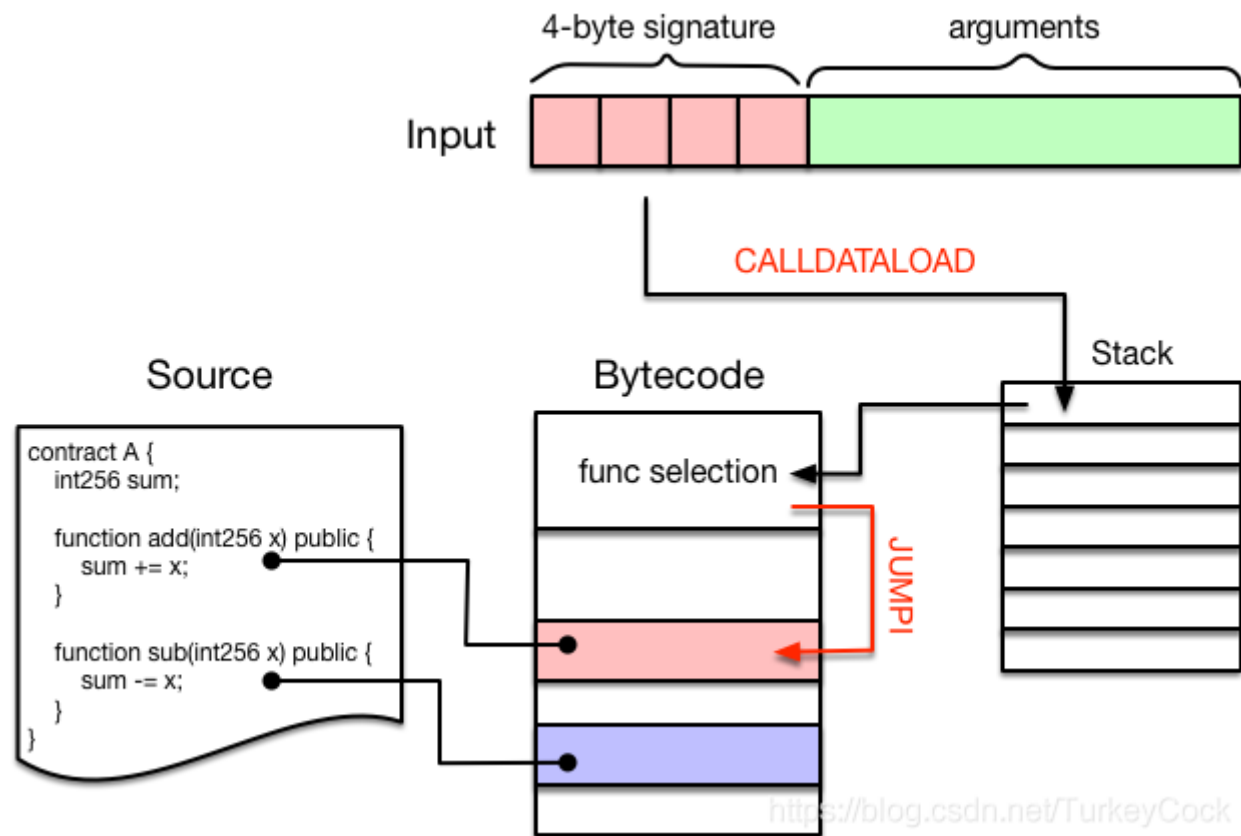 4-byte signature
arguments
Input
CALLDATALOAD
Source
Bytecode
Stack
contract A {
int256 sum;
function add(int256 x) public {
sum += x;
}
function sub(int256 x) public {
sum -= x;
}
}
func selection
JUMPI
https://blog.csdn.net/TurkeyCock